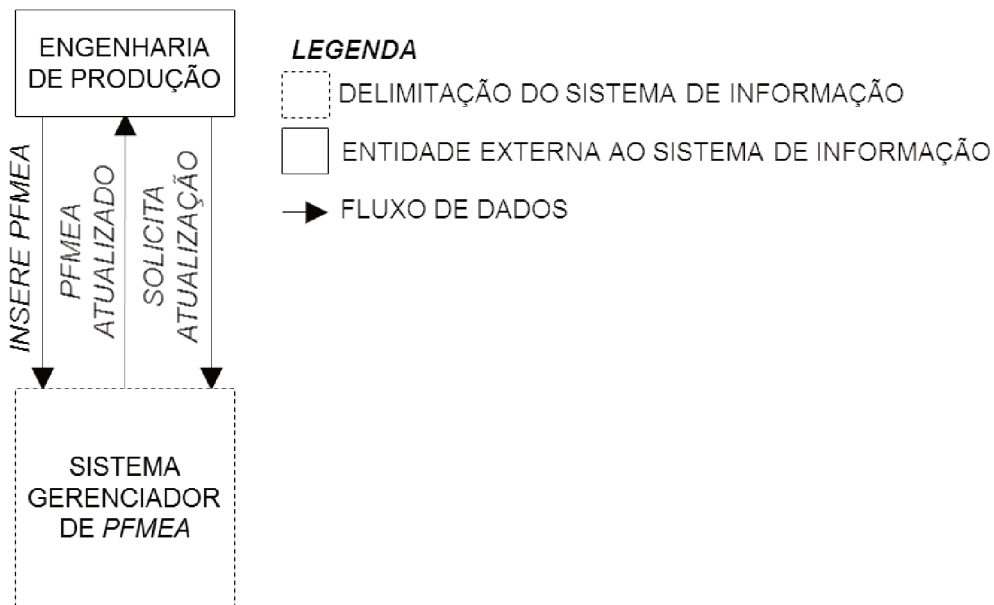 ENGENHARIA
DE PRODUÇÃO
LEGENDA
DELIMITAÇÃO DO SISTEMA DE INFORMAÇÃO
ENTIDADE EXTERNA AO SISTEMA DE INFORMAÇÃO
FLUXO DE DADOS
INSERE PFMEA
PFMEA
ATUALIZADO
SOLICITA
ATUALIZAÇÃO
SISTEMA
GERENCIADOR
DE PFMEA